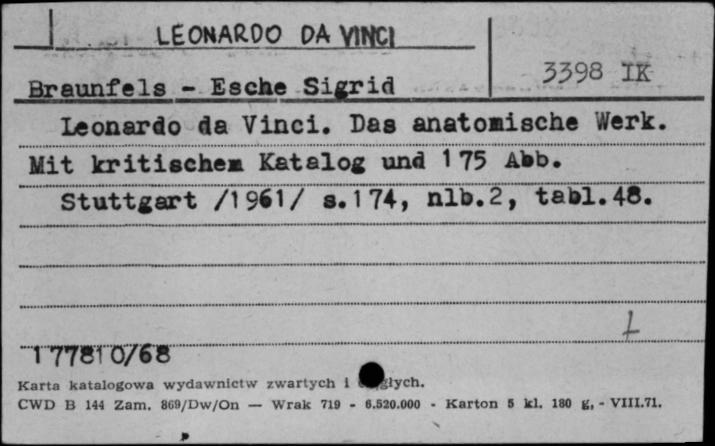 LEONARDO DA VINCI
3398 IK
Braunfels - Esche Sigrid
Leonardo da Vinci. Das anatomische Werk.
Mit kritischem Katalog und 175 Abb.
Stuttgart /1961/ s.174, nlb.2, tabl.48.
177810/68
Karta katalogowa wydawnictw zwartych i
CWD B 144 Zam. 869/Dw/On — Wrak 719 - 6.520.000 - Karton 5 kl. 180 g, - VIII.71.